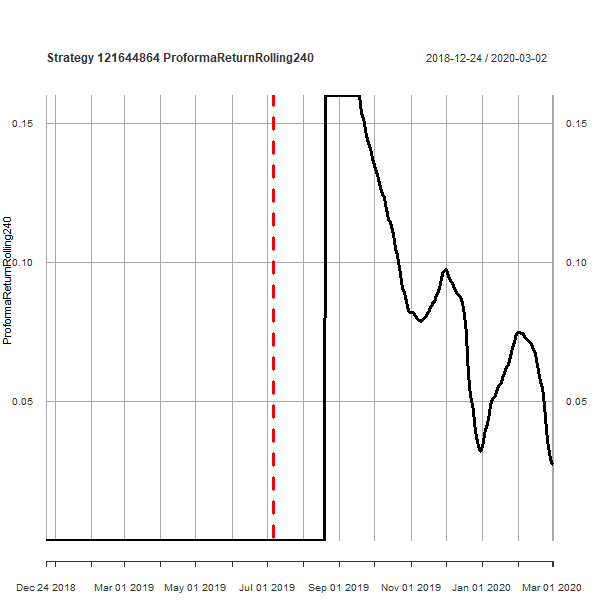 Strategy 121644864 ProformaReturnRolling240
2018-12-24 / 2020-03-02
0.15 0.15
ProformaReturnRolling240
0.10 0.10
0.05 0.05
Dec 24 2018 Mar 01 2019 May 01 2019 Jul 01 2019 Sep 01 2019 Nov 01 2019 Jan 01 2020 Mar 01 2020